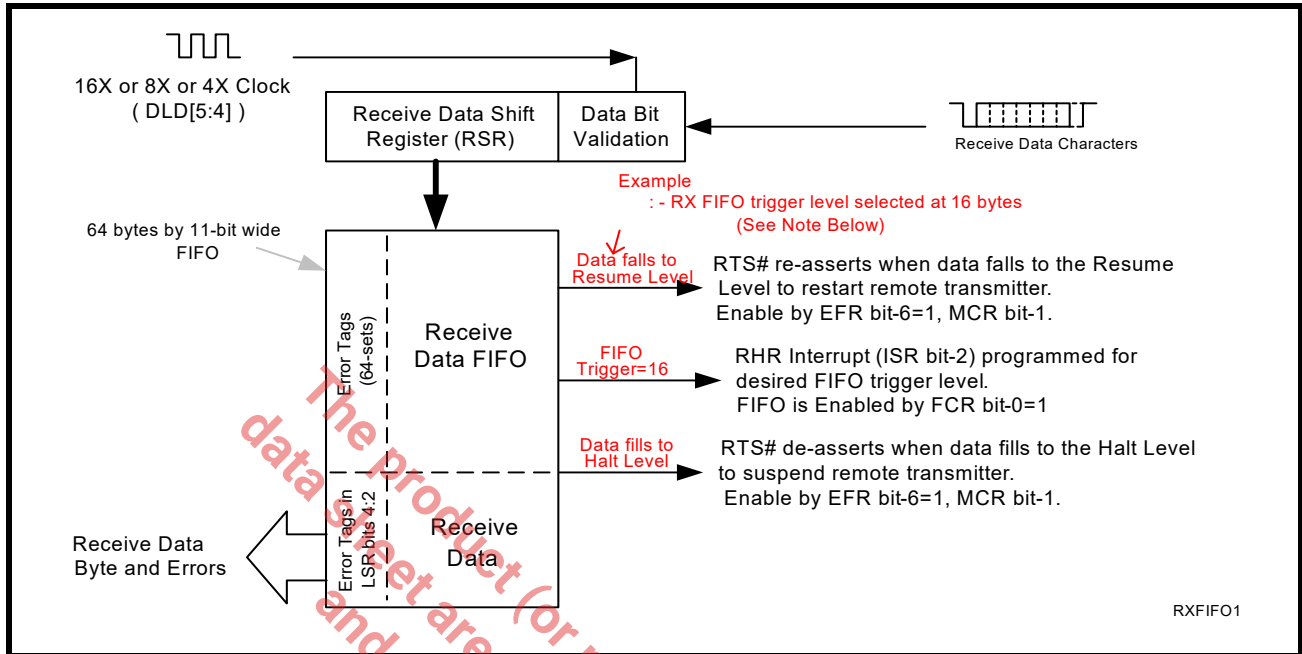 16X or 8X or 4X Clock
( DLD[5:4] )
Receive Data Shift
Register (RSR)
Data Bit
Validation
Receive Data Characters
Example
: - RX FIFO trigger level selected at 16 bytes
(See Note Below)
64 bytes by 11-bit wide
FIFO
Data falls to
Resume Level
RTS# re-asserts when data falls to the Resume
Level to restart remote transmitter.
Enable by EFR bit-6=1, MCR bit-1.
Error Tags
(64-sets)
Receive
Data FIFO
FIFO
Trigger=16
RHR Interrupt (ISR bit-2) programmed for
desired FIFO trigger level.
FIFO is Enabled by FCR bit-0=1
Data fills to
Halt Level
RTS# de-asserts when data fills to the Halt Level
to suspend remote transmitter.
Enable by EFR bit-6=1, MCR bit-1.
Error Tags in
LSR bits 4:2
Receive
Data
Receive Data
Byte and Errors
RXFIFO1
The product (or
data sheet are
and